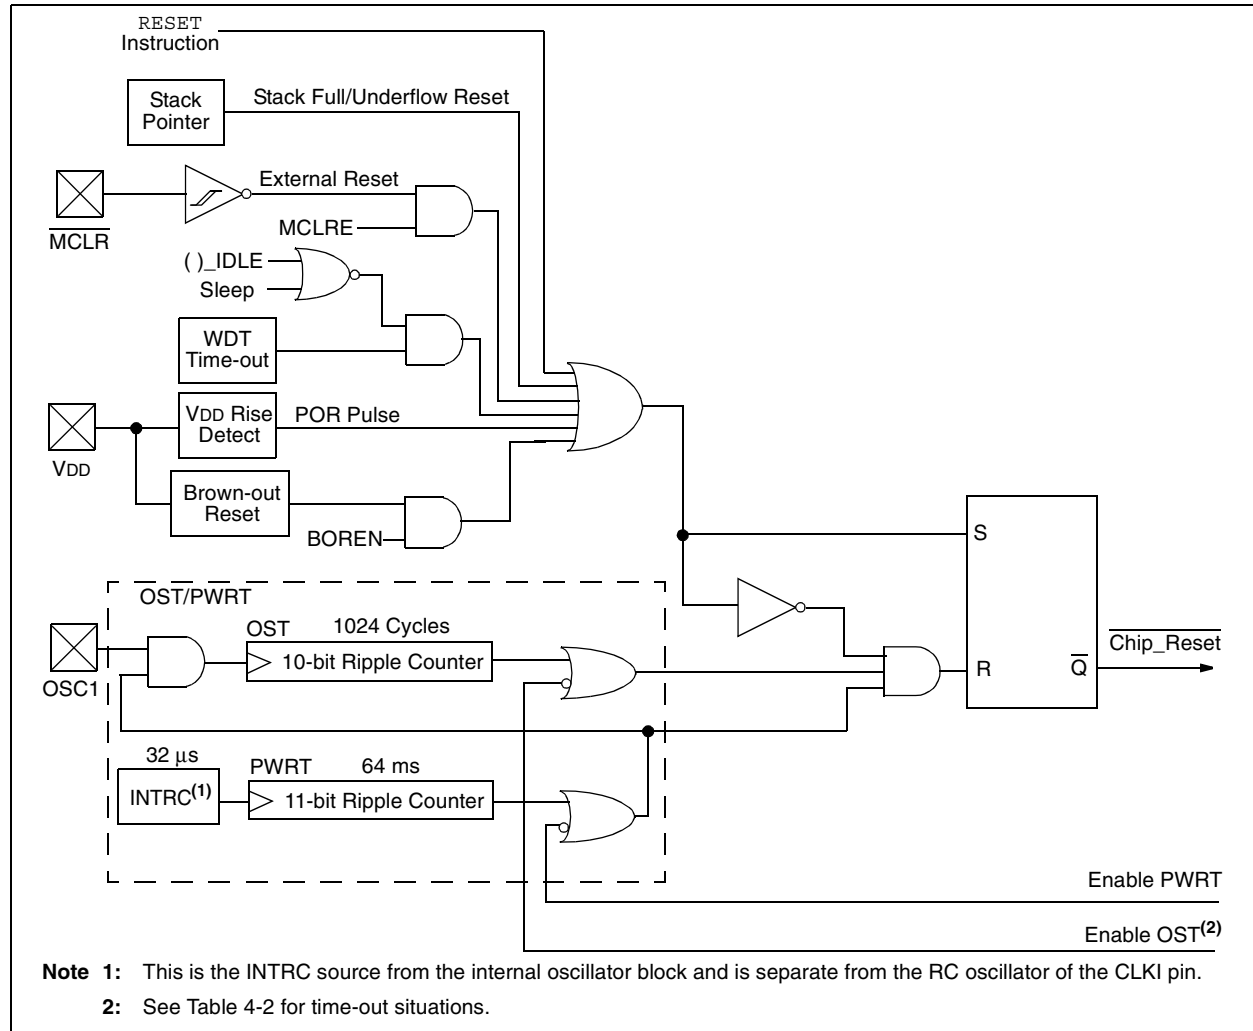 RESET
Instruction
Stack
Pointer
Stack Full/Underflow Reset
External Reset
MCLR
MCLRE
( )_IDLE
Sleep
WDT
Time-out
VDD Rise
Detect
POR Pulse
VDD
Brown-out
Reset
BOREN
S
OST/PWRT
OST
1024 Cycles
10-bit Ripple Counter
OSC1
Chip_Reset
R
Q
32 µs
PWRT
64 ms
INTRC(1)
11-bit Ripple Counter
Enable PWRT
Enable OST(2)
Note 1: This is the INTRC source from the internal oscillator block and is separate from the RC oscillator of the CLKI pin.
2: See Table 4-2 for time-out situations.